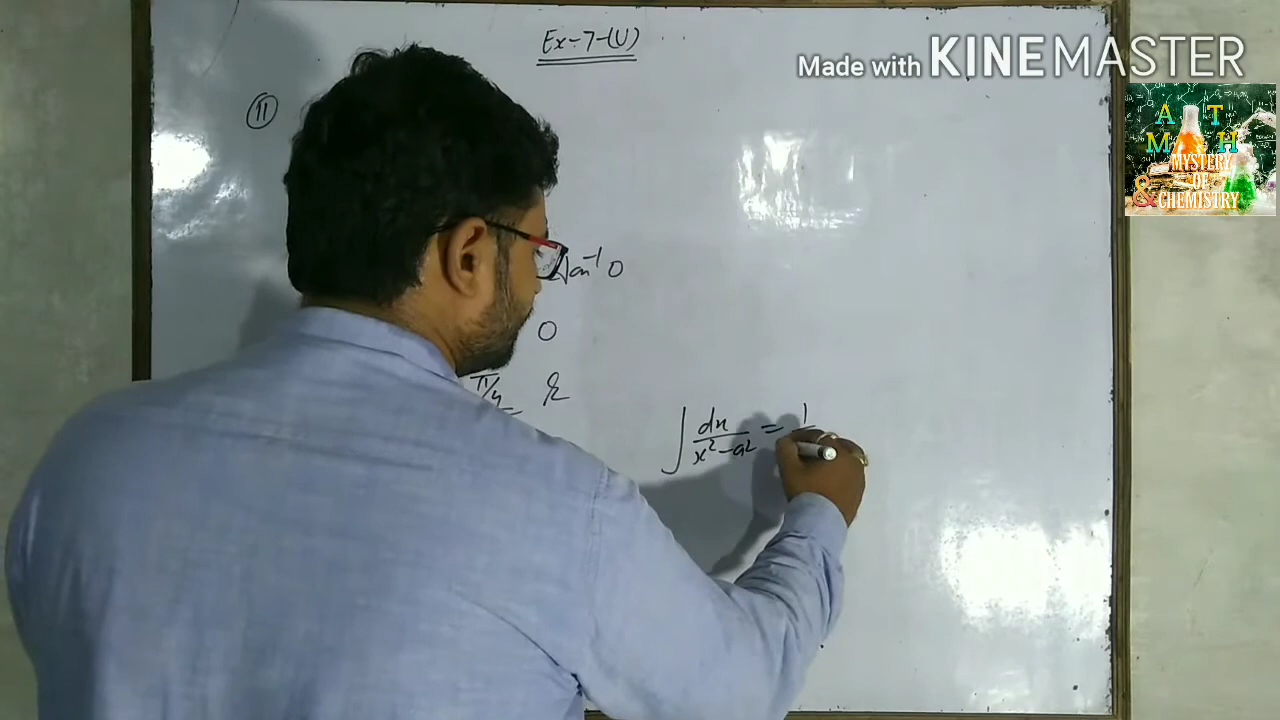 Ex-7-(U)
Made with KINEMASTER
A T
M H
MYSTERY
OF
& CHEMISTRY
11
tan⁻¹ 0
0
π/4
∫ dx / x² - a² = 1